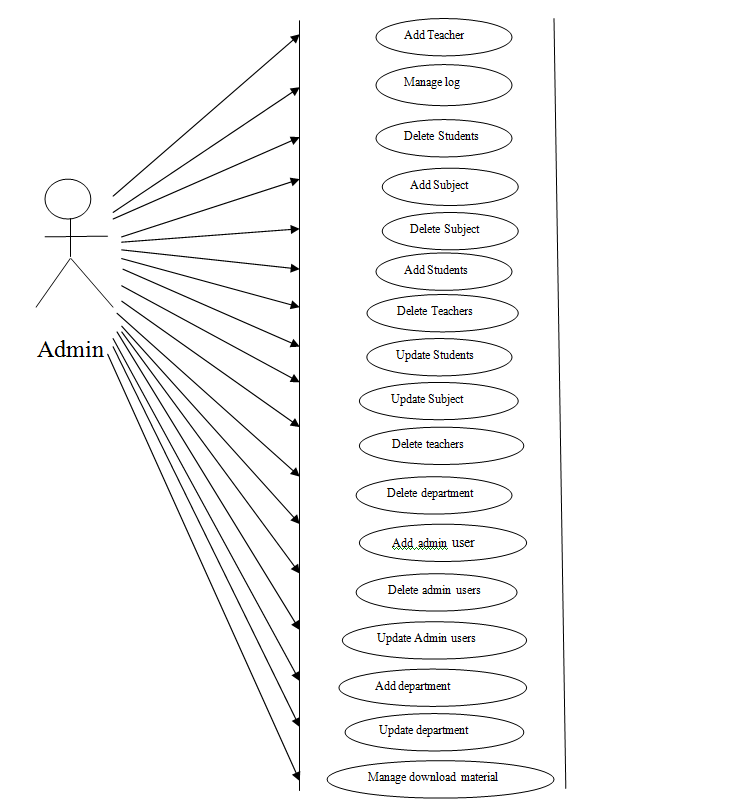 Add Teacher
Manage log
Delete Students
Add Subject
Delete Subject
Add Students
Delete Teachers
Update Students
Admin
Update Subject
Delete teachers
Delete department
Add admin user
Delete admin users
Update Admin users
Add department
Update department
Manage download material